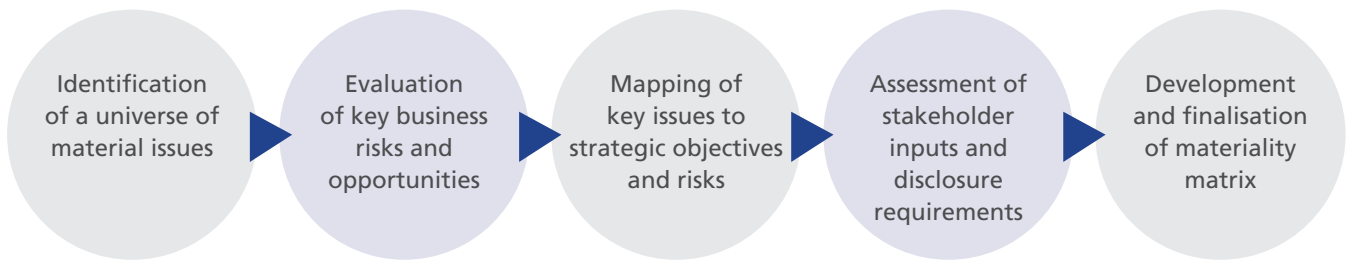 Identification
of a universe of
material issues
Evaluation
of key business
risks and
opportunities
Mapping of
key issues to
strategic objectives
and risks
Assessment of
stakeholder
inputs and
disclosure
requirements
Development
and finalisation
of materiality
matrix